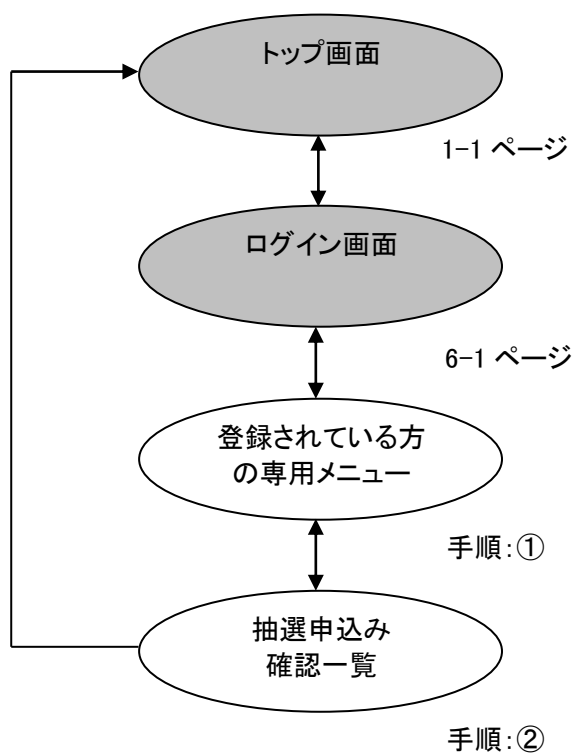 トップ画面
1-1 ページ
ログイン画面
6-1 ページ
登録されている方
の専用メニュー
手順:①
抽選申込み
確認一覧
手順:②